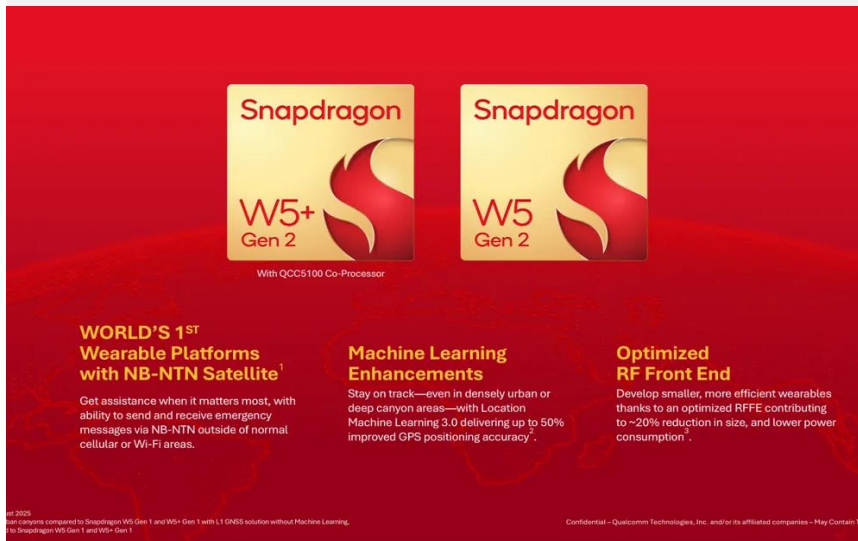 Snapdragon
W5+
Gen 2
With QCC5100 Co-Processor
Snapdragon
W5
Gen 2
WORLD'S 1ST
Wearable Platforms
with NB-NTN Satellite1
Get assistance when it matters most, with
ability to send and receive emergency
messages via NB-NTN outside of normal
cellular or Wi-Fi areas.
Machine Learning
Enhancements
Stay on track—even in densely urban or
deep canyon areas—with Location
Machine Learning 3.0 delivering up to 50%
improved GPS positioning accuracy2.
Optimized
RF Front End
Develop smaller, more efficient wearables
thanks to an optimized RFFE contributing
to ~20% reduction in size, and lower power
consumption3.
2025
canyons compared to Snapdragon W5 Gen 1 and W5+ Gen 1 with L1 GNSS solution without Machine Learning,
to Snapdragon W5 Gen 1 and W5+ Gen 1
Confidential – Qualcomm Technologies, Inc. and/or its affiliated companies – May Contain